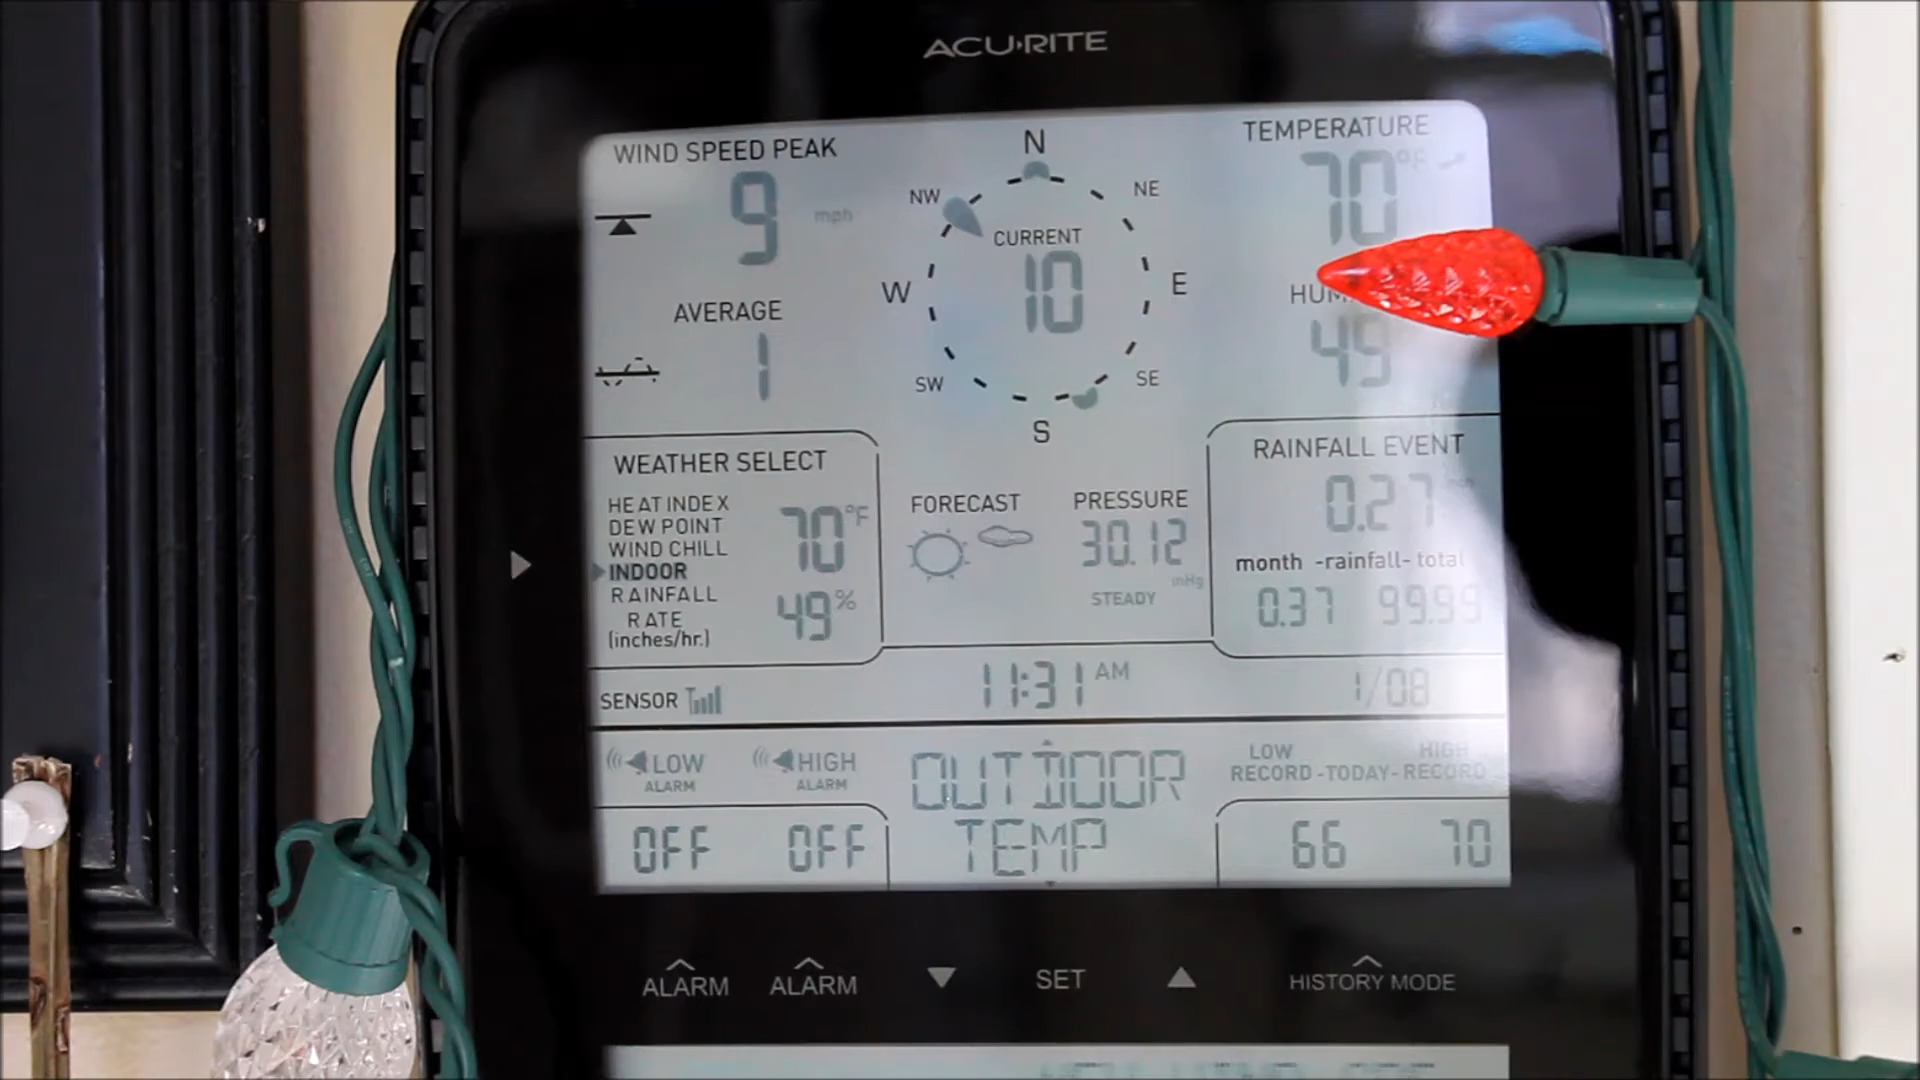 ACU·RITE
WIND SPEED PEAK
9 mph
AVERAGE
1
N
NW
NE
CURRENT
10
W
E
SW
SE
S
TEMPERATURE
70 °F
49
WEATHER SELECT
HEAT INDEX
DEW POINT
WIND CHILL
INDOOR
RAINFALL
RATE
(inches/hr.)
70 °F
49%
FORECAST
PRESSURE
30.12
inHg
STEADY
RAINFALL EVENT
0.27
month -rainfall- total
0.37 99.99
SENSOR
11:31 AM
1/08
LOW
ALARM
HIGH
ALARM
OFF OFF
OUTDOOR
TEMP
LOW HIGH
RECORD -TODAY- RECORD
66 70
ALARM
ALARM
SET
HISTORY MODE